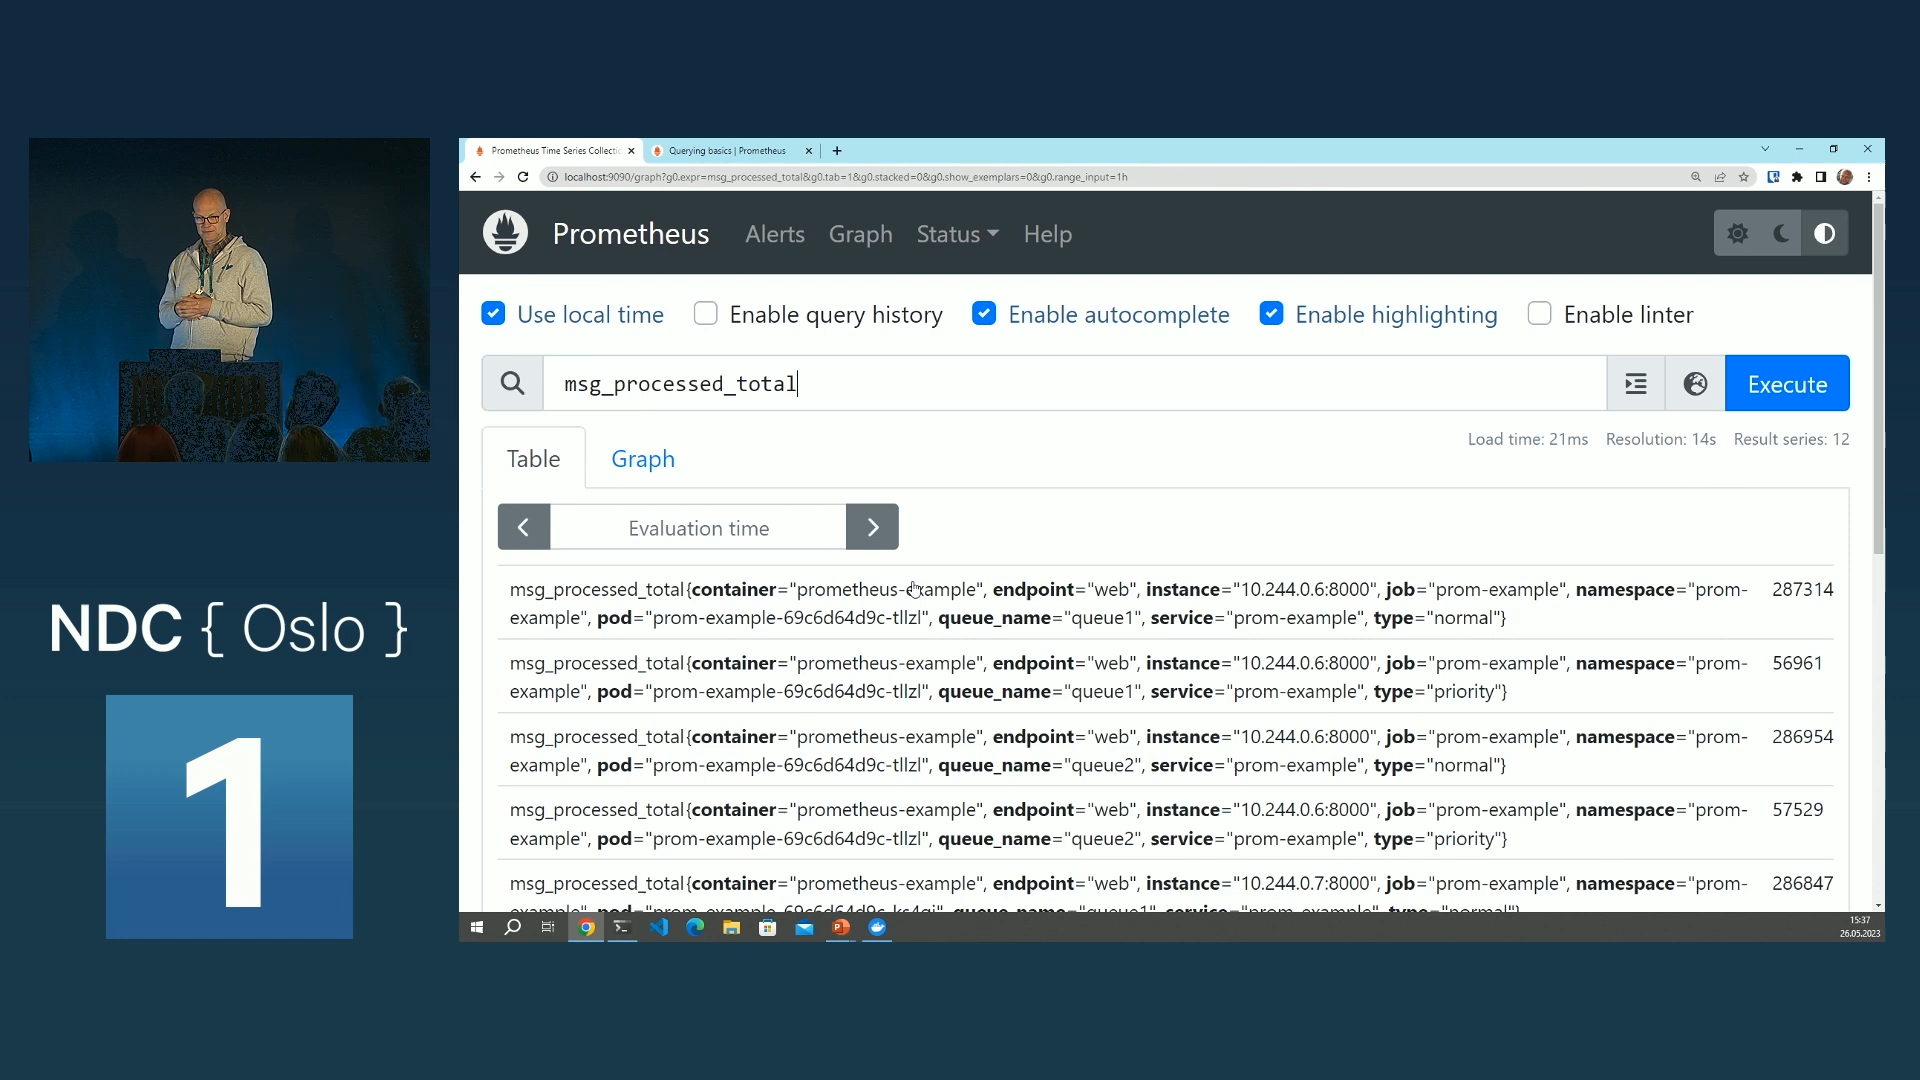 Prometheus Time Series Collectio
Querying basics | Prometheus
localhost:9090/graph?g0.expr=msg_processed_total&g0.tab=1&g0.stacked=0&g0.show_exemplars=0&g0.range_input=1h
Prometheus Alerts Graph Status Help
Use local time Enable query history Enable autocomplete Enable highlighting Enable linter
msg_processed_total
Execute
Load time: 21ms Resolution: 14s Result series: 12
Table Graph
Evaluation time
msg_processed_total{container="prometheus-example", endpoint="web", instance="10.244.0.6:8000", job="prom-example", namespace="prom- 287314
example", pod="prom-example-69c6d64d9c-tllzl", queue_name="queue1", service="prom-example", type="normal"}
msg_processed_total{container="prometheus-example", endpoint="web", instance="10.244.0.6:8000", job="prom-example", namespace="prom- 56961
example", pod="prom-example-69c6d64d9c-tllzl", queue_name="queue1", service="prom-example", type="priority"}
msg_processed_total{container="prometheus-example", endpoint="web", instance="10.244.0.6:8000", job="prom-example", namespace="prom- 286954
example", pod="prom-example-69c6d64d9c-tllzl", queue_name="queue2", service="prom-example", type="normal"}
msg_processed_total{container="prometheus-example", endpoint="web", instance="10.244.0.6:8000", job="prom-example", namespace="prom- 57529
example", pod="prom-example-69c6d64d9c-tllzl", queue_name="queue2", service="prom-example", type="priority"}
msg_processed_total{container="prometheus-example", endpoint="web", instance="10.244.0.7:8000", job="prom-example", namespace="prom- 286847
15:37
26.05.2023
NDC { Oslo }
1